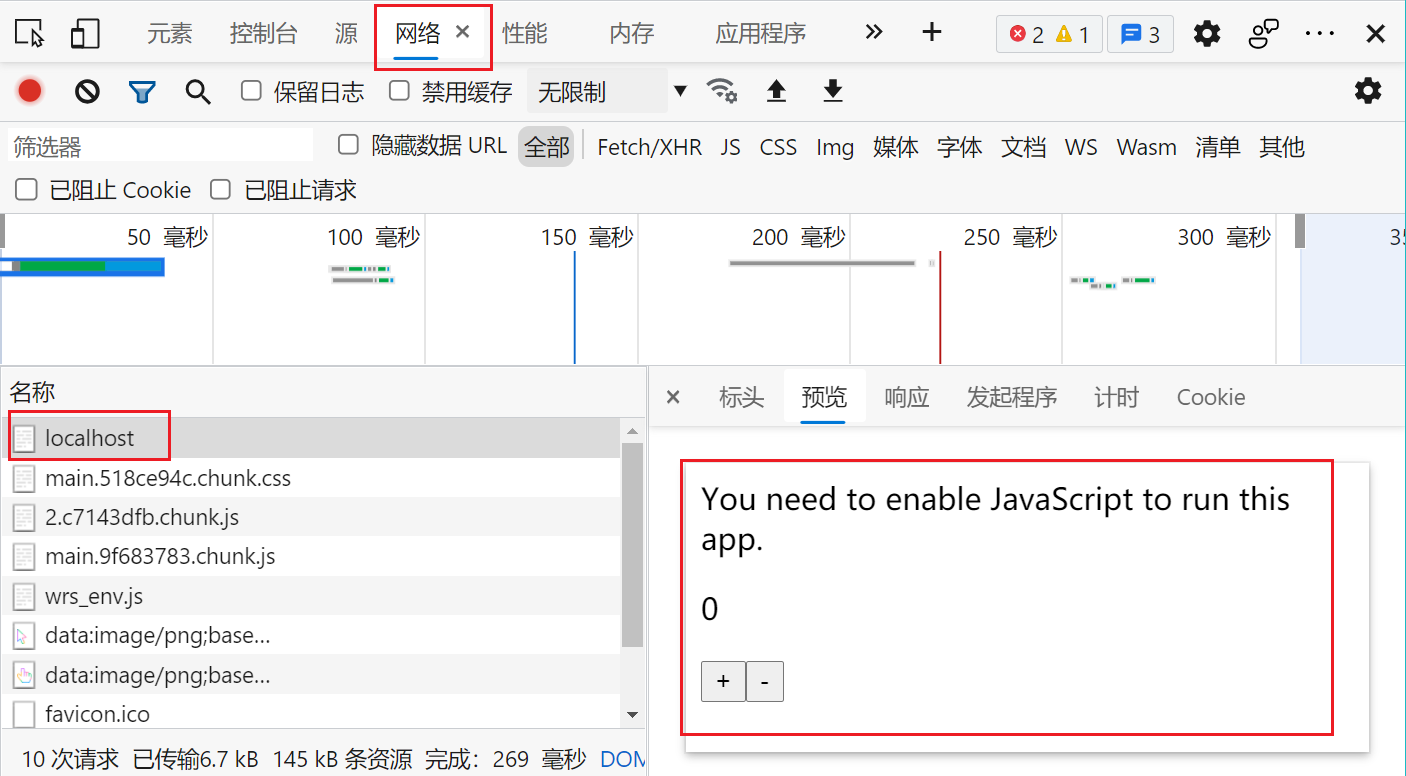 元素 控制台 源 网络 性能 内存 应用程序 2 1 3
保留日志 禁用缓存 无限制
筛选器 隐藏数据 URL 全部 Fetch/XHR JS CSS Img 媒体 字体 文档 WS Wasm 清单 其他
已阻止 Cookie 已阻止请求
50 毫秒 100 毫秒 150 毫秒 200 毫秒 250 毫秒 300 毫秒
名称
localhost
main.518ce94c.chunk.css
2.c7143dfb.chunk.js
main.9f683783.chunk.js
wrs_env.js
data:image/png;base...
data:image/png;base...
favicon.ico
10 次请求 已传输6.7 kB 145 kB 条资源 完成：269 毫秒 DOM
标头 预览 响应 发起程序 计时 Cookie
You need to enable JavaScript to run this
app.
0
+ -